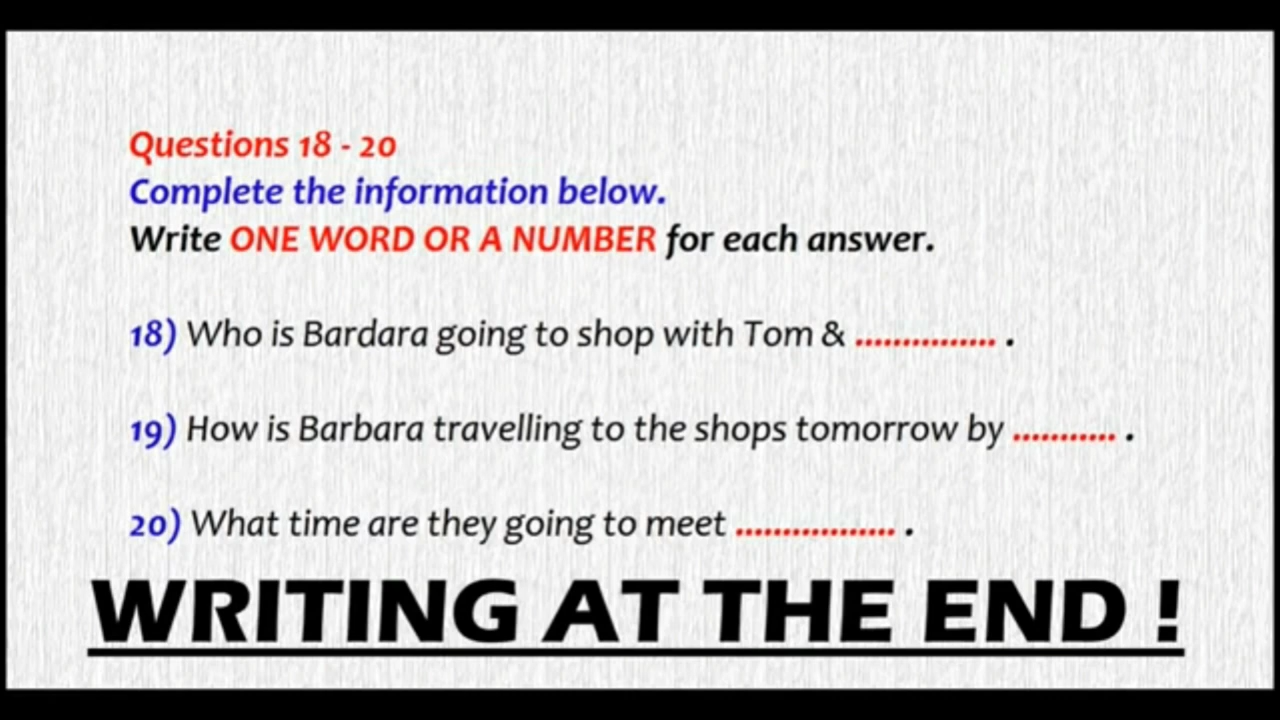 Questions 18 - 20
Complete the information below.
Write ONE WORD OR A NUMBER for each answer.
18) Who is Bardara going to shop with Tom & ............... .
19) How is Barbara travelling to the shops tomorrow by ........... .
20) What time are they going to meet ................. .
WRITING AT THE END !